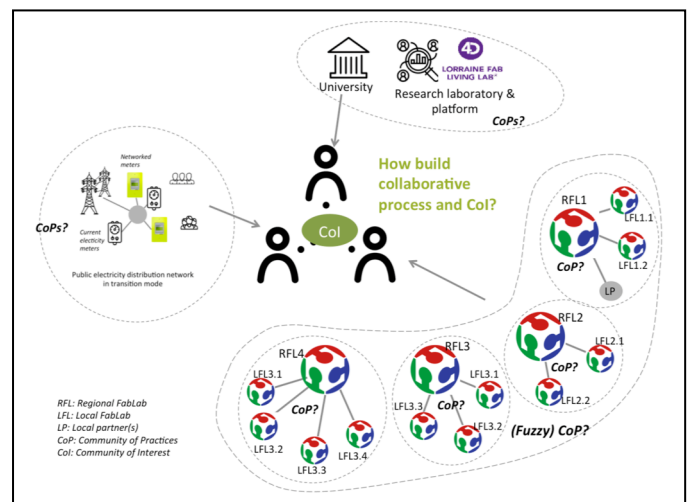 University
4D
LORRAINE FAB
LIVING LAB®
Research laboratory &
platform
CoPs?
Networked
meters
CoPs?
Current
electicity
meters
Public electricity distribution network
in transition mode
How build
collaborative
process and CoI?
CoI
RFL1
LFL1.1
LFL1.2
CoP?
LP
RFL2
LFL2.1
CoP?
LFL2.2
RFL4
LFL3.1
CoP?
LFL3.2
LFL3.3
LFL3.4
RFL3
LFL3.1
LFL3.3
CoP?
LFL3.2
(Fuzzy) CoP?
RFL: Regional FabLab
LFL: Local FabLab
LP: Local partner(s)
CoP: Community of Practices
CoI: Community of Interest